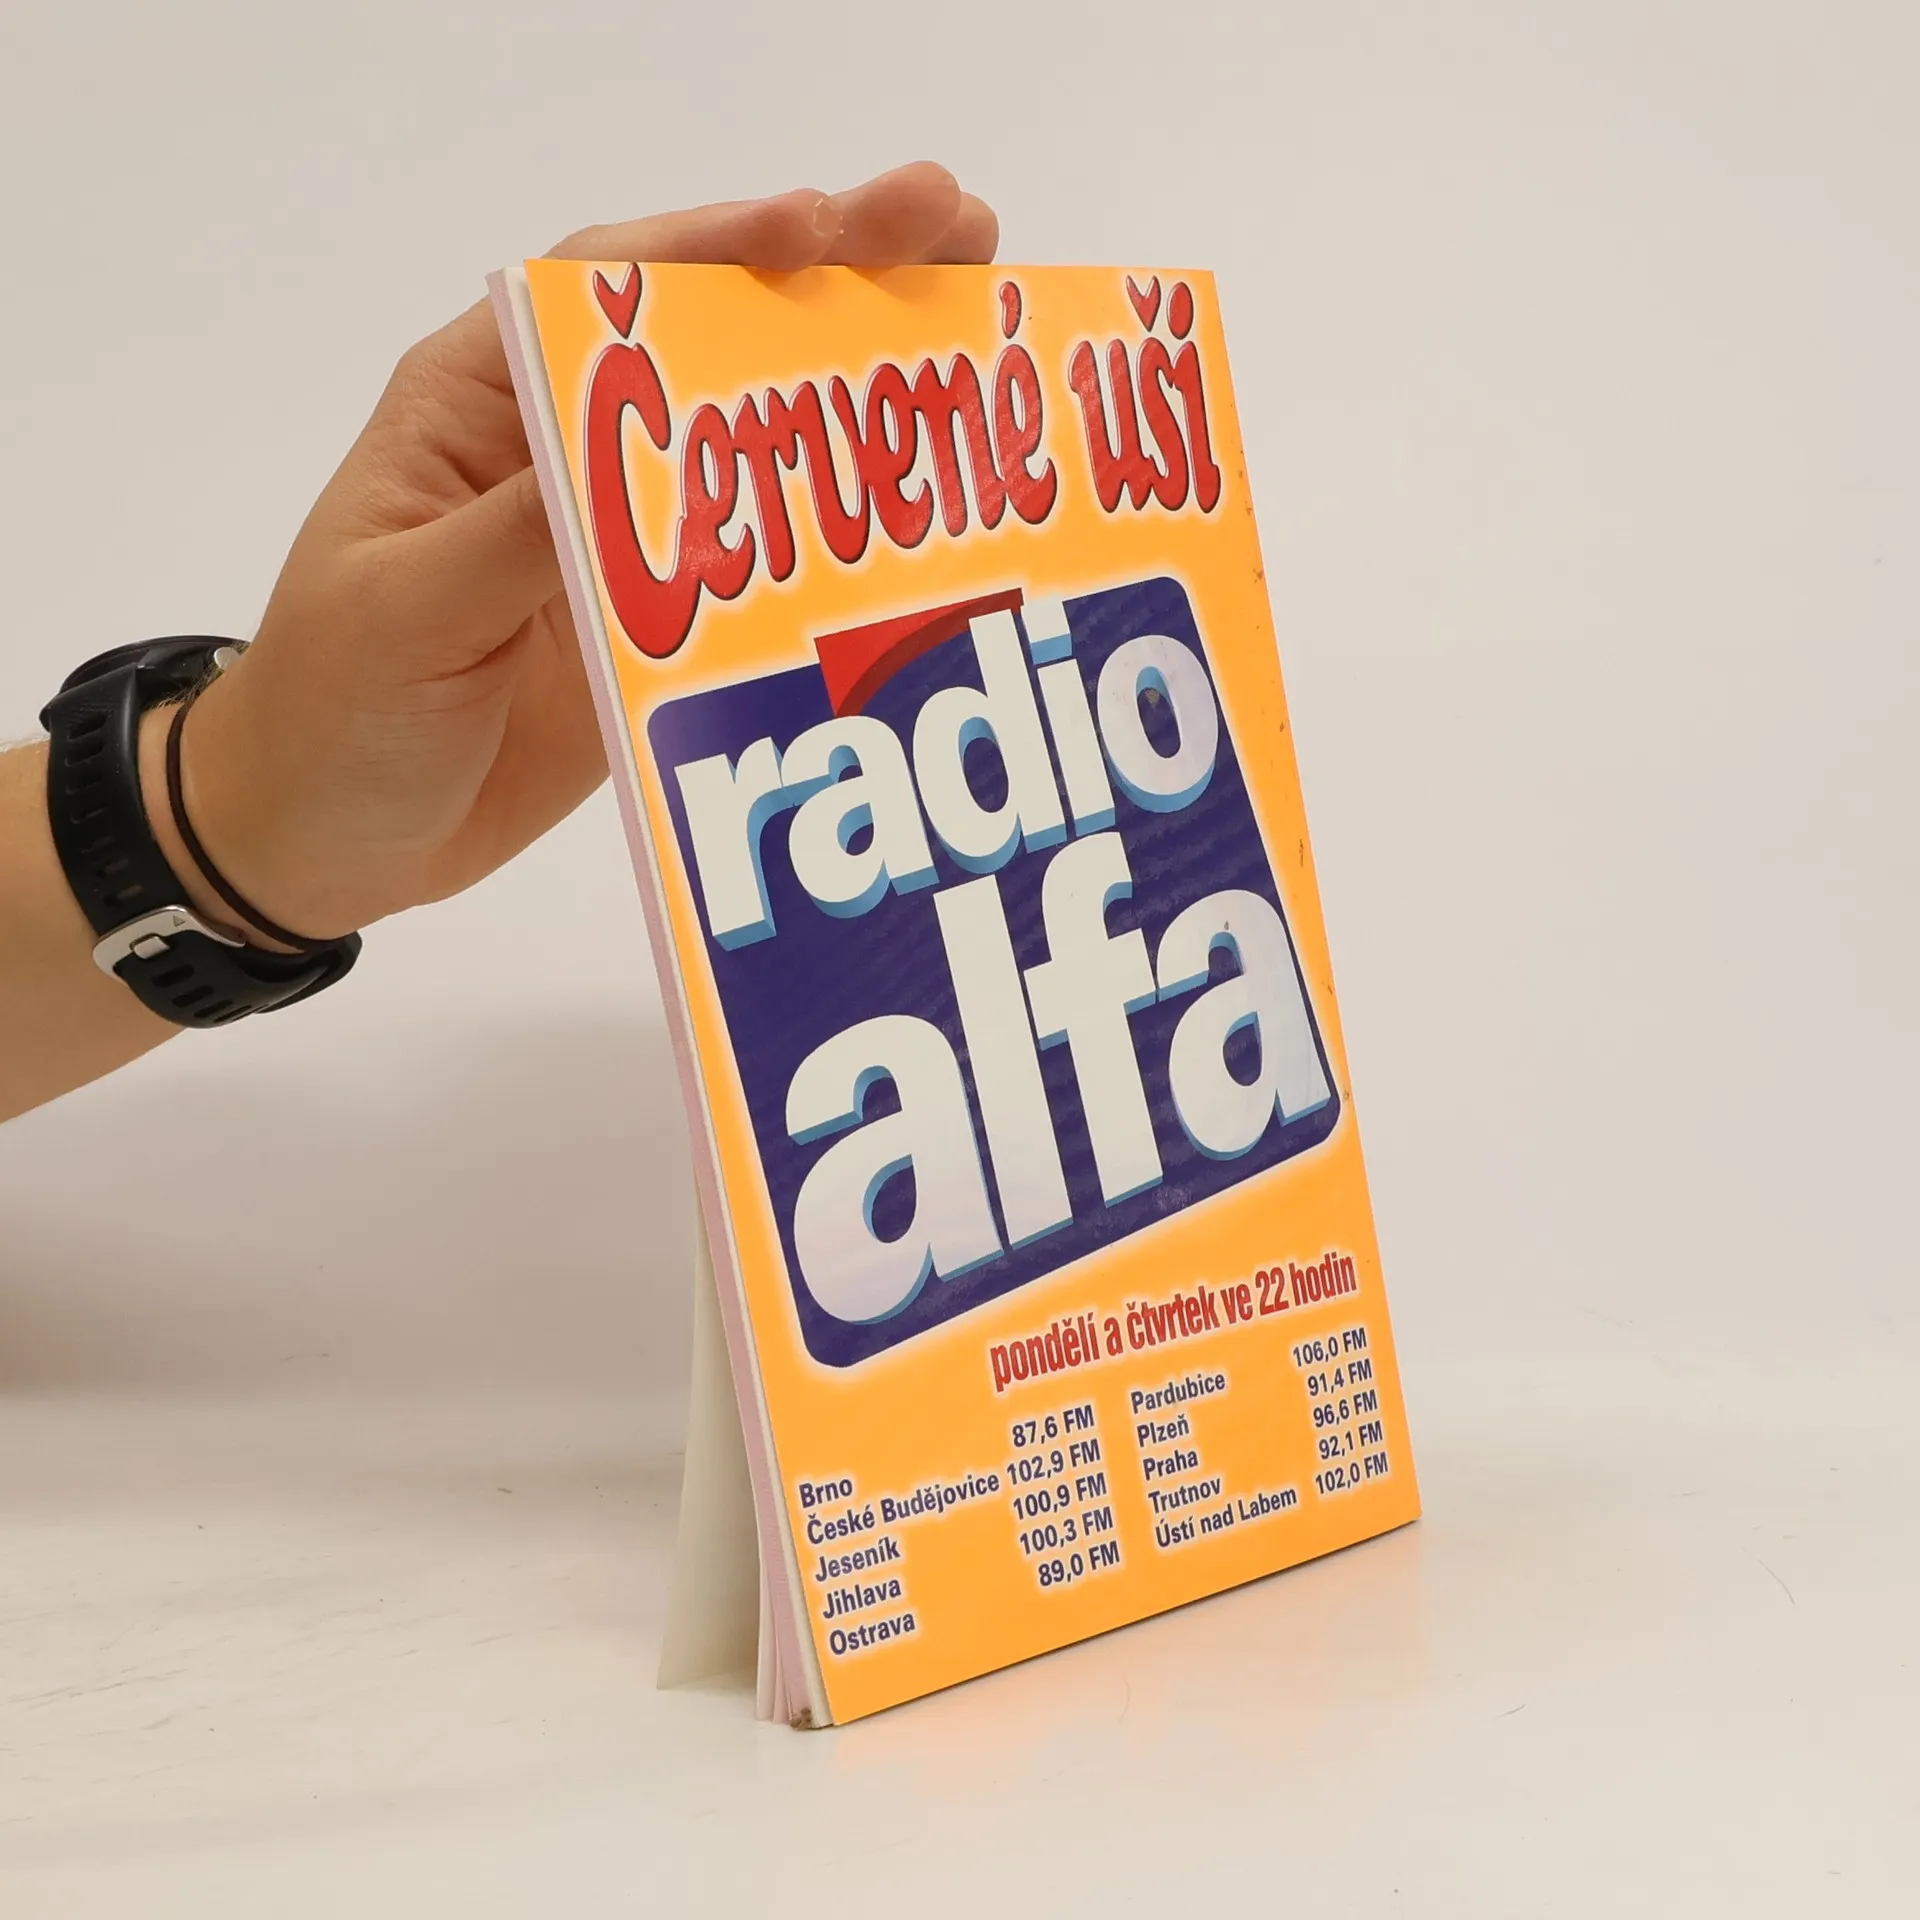 Červené uši
radio
alfa
pondělí a čtvrtek ve 22 hodin
Brno 87,6 FM
České Budějovice 102,9 FM
Jeseník 100,9 FM
Jihlava 100,3 FM
Ostrava 89,0 FM
Pardubice 106,0 FM
Plzeň 91,4 FM
Praha 96,6 FM
Trutnov 92,1 FM
Ústí nad Labem 102,0 FM